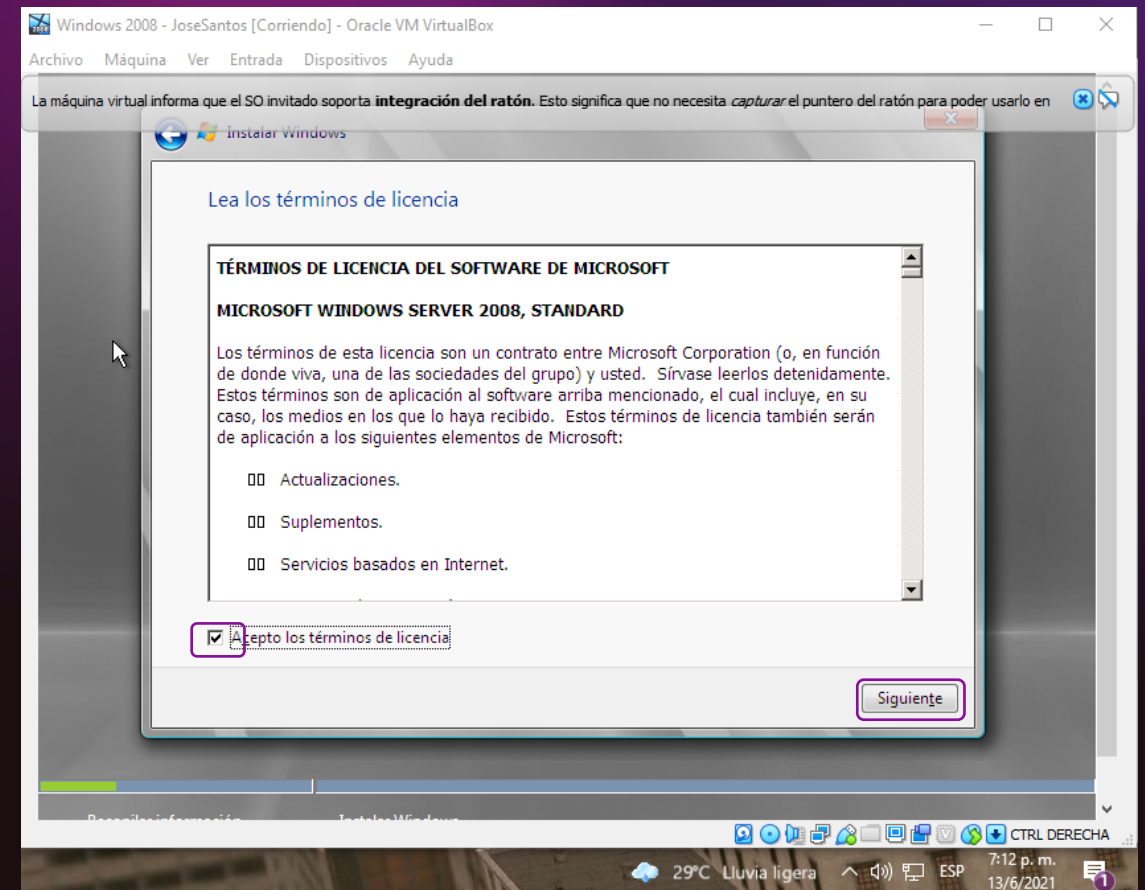 Windows 2008 - JoseSantos [Corriendo] - Oracle VM VirtualBox
Archivo Máquina Ver Entrada Dispositivos Ayuda
La máquina virtual informa que el SO invitado soporta integración del ratón. Esto significa que no necesita capturar el puntero del ratón para poder usarlo en
Instalar Windows
Lea los términos de licencia
TÉRMINOS DE LICENCIA DEL SOFTWARE DE MICROSOFT
MICROSOFT WINDOWS SERVER 2008, STANDARD
Los términos de esta licencia son un contrato entre Microsoft Corporation (o, en función
de donde viva, una de las sociedades del grupo) y usted. Sírvase leerlos detenidamente.
Estos términos son de aplicación al software arriba mencionado, el cual incluye, en su
caso, los medios en los que lo haya recibido. Estos términos de licencia también serán
de aplicación a los siguientes elementos de Microsoft:
Actualizaciones.
Suplementos.
Servicios basados en Internet.
Acepto los términos de licencia
Siguiente
Recopilar información Instalar Windows
CTRL DERECHA
29°C Lluvia ligera ESP 7:12 p. m.
13/6/2021
1